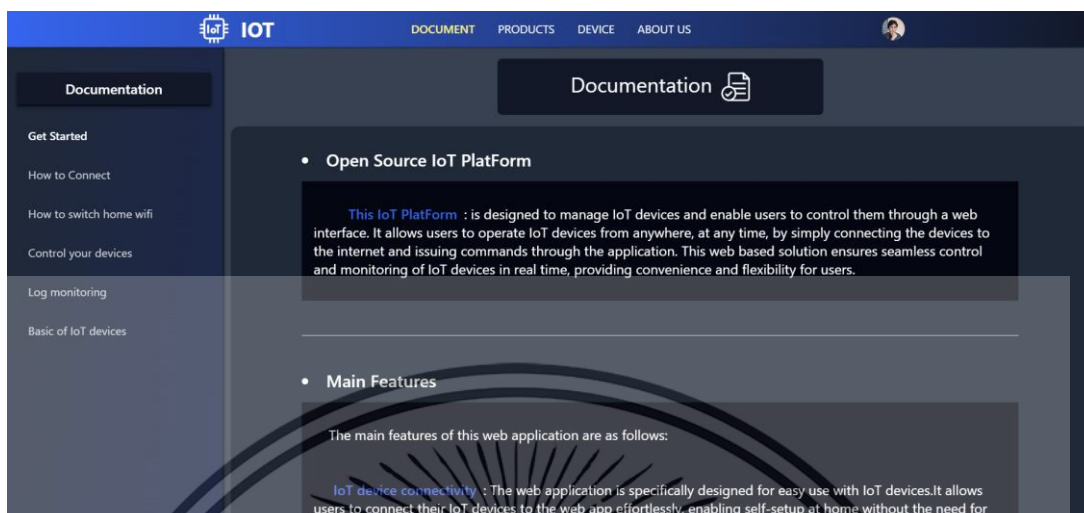 IoT IOT DOCUMENT PRODUCTS DEVICE ABOUT US
Documentation
Get Started
How to Connect
How to switch home wifi
Control your devices
Log monitoring
Basic of IoT devices
Documentation
• Open Source IoT PlatForm
This IoT PlatForm : is designed to manage IoT devices and enable users to control them through a web
interface. It allows users to operate IoT devices from anywhere, at any time, by simply connecting the devices to
the internet and issuing commands through the application. This web based solution ensures seamless control
and monitoring of IoT devices in real time, providing convenience and flexibility for users.
• Main Features
The main features of this web application are as follows:
IoT device connectivity : The web application is specifically designed for easy use with IoT devices.It allows
users to connect their IoT devices to the web app effortlessly, enabling self-setup at home without the need for